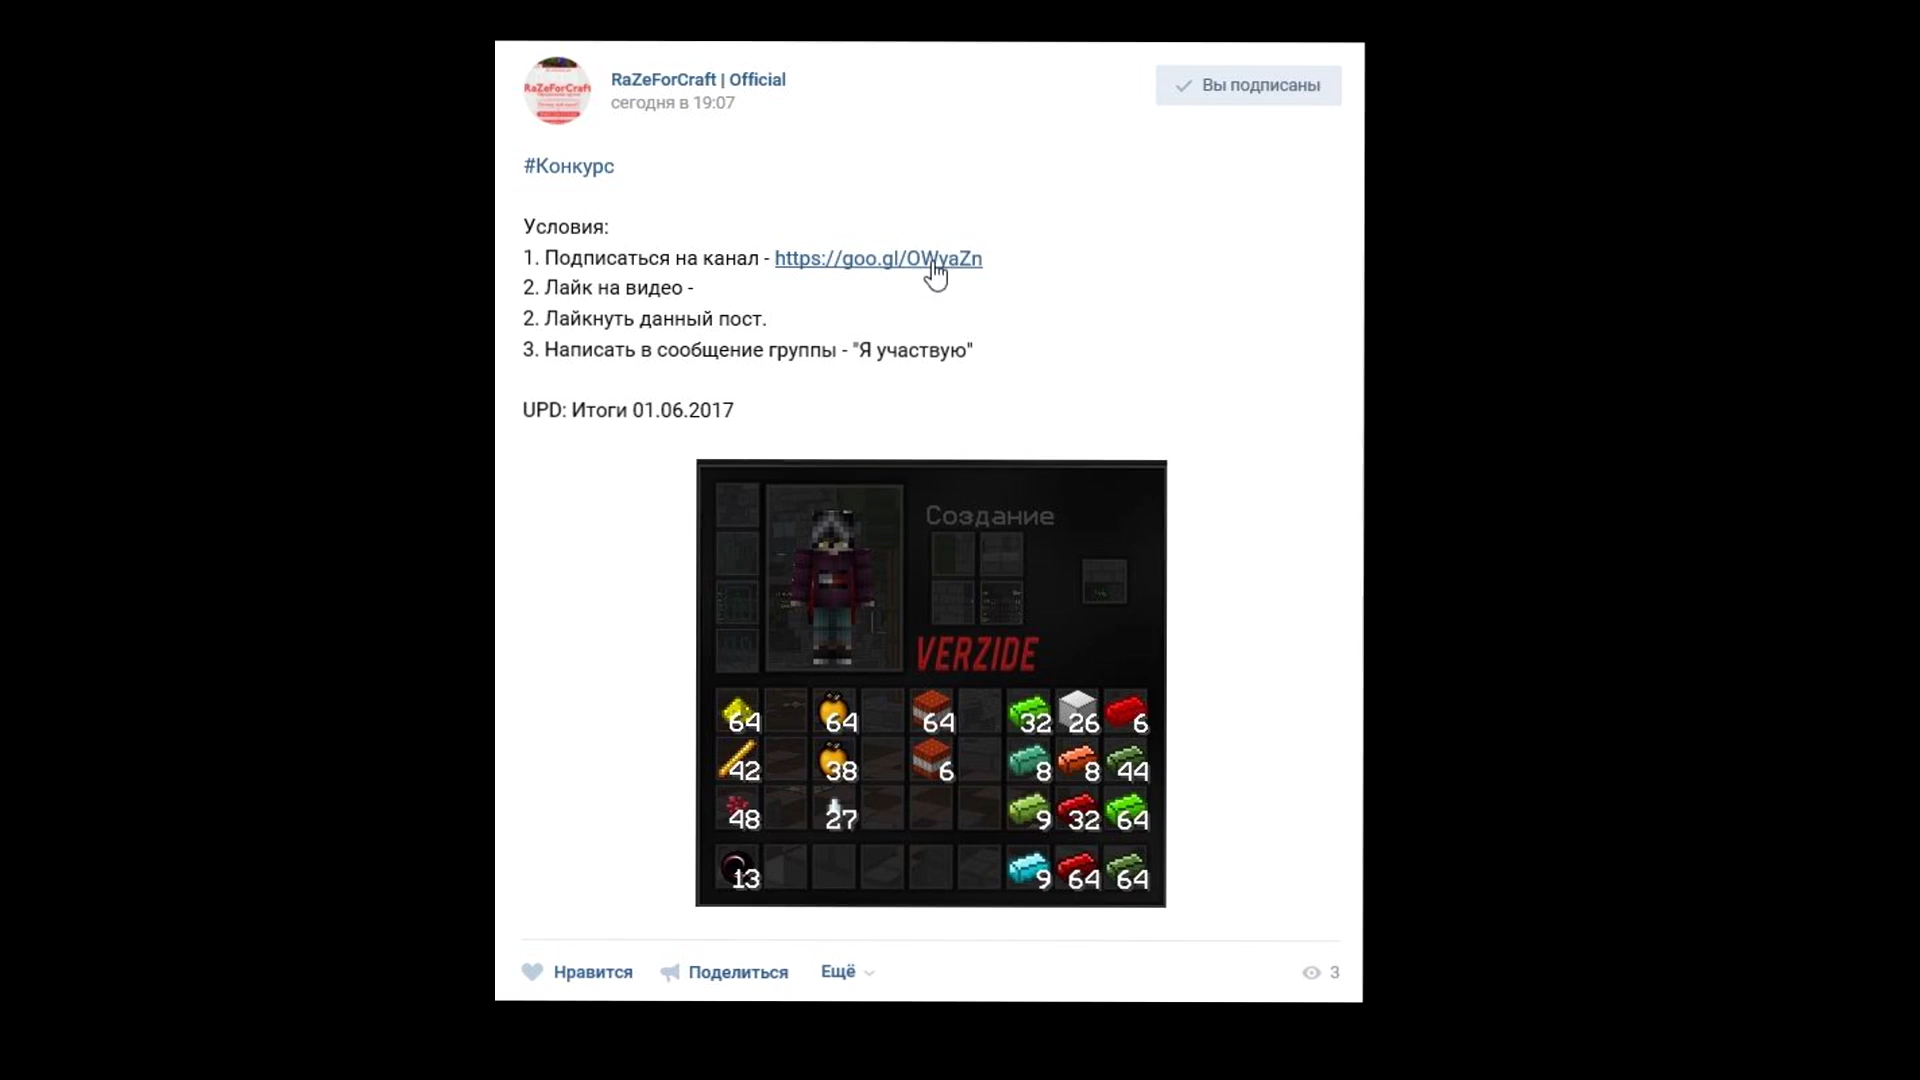 RaZeForCraft | Official
сегодня в 19:07
Вы подписаны
RaZeForCraft
#Конкурс
Условия:
1. Подписаться на канал - https://goo.gl/OWyaZn
2. Лайк на видео -
2. Лайкнуть данный пост.
3. Написать в сообщение группы - "Я участвую"
UPD: Итоги 01.06.2017
Создание
VERZIDE
64 64 64 32 26 6
42 38 6 8 8 44
48 27 9 32 64
13 9 64 64
Нравится Поделиться Ещё 3